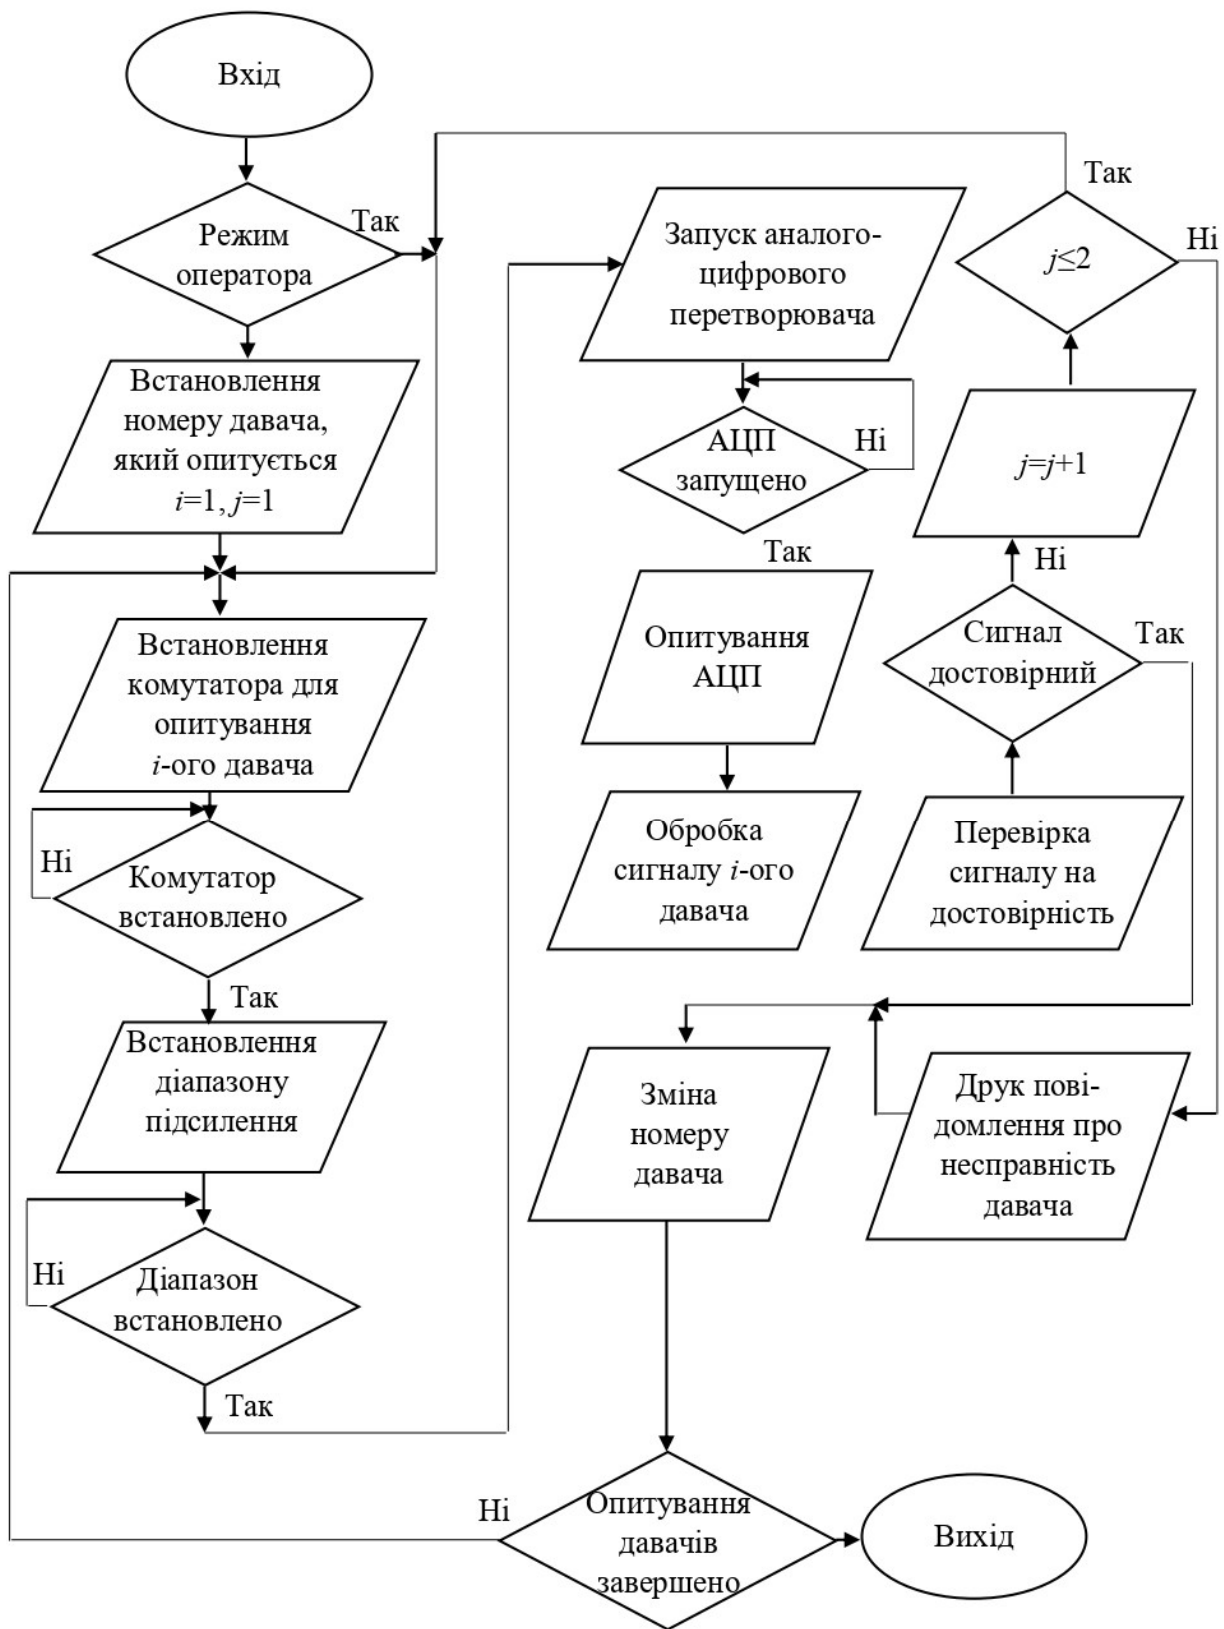 Вхід
Режим
оператора
Так
Встановлення
номеру давача,
який опитується
i=1, j=1
Встановлення
комутатора для
опитування
i-ого давача
Ні
Комутатор
встановлено
Так
Встановлення
діапазону
підсилення
Ні
Діапазон
встановлено
Так
Запуск аналого-
цифрового
перетворювача
АЦП
запущено
Ні
Так
Опитування
АЦП
Обробка
сигналу i-ого
давача
Перевірка
сигналу на
достовірність
Сигнал
достовірний
Так
Ні
j=j+1
j≤2
Так
Ні
Друк пові-
домлення про
несправність
давача
Зміна
номеру
давача
Опитування
давачів
завершено
Ні
Вихід